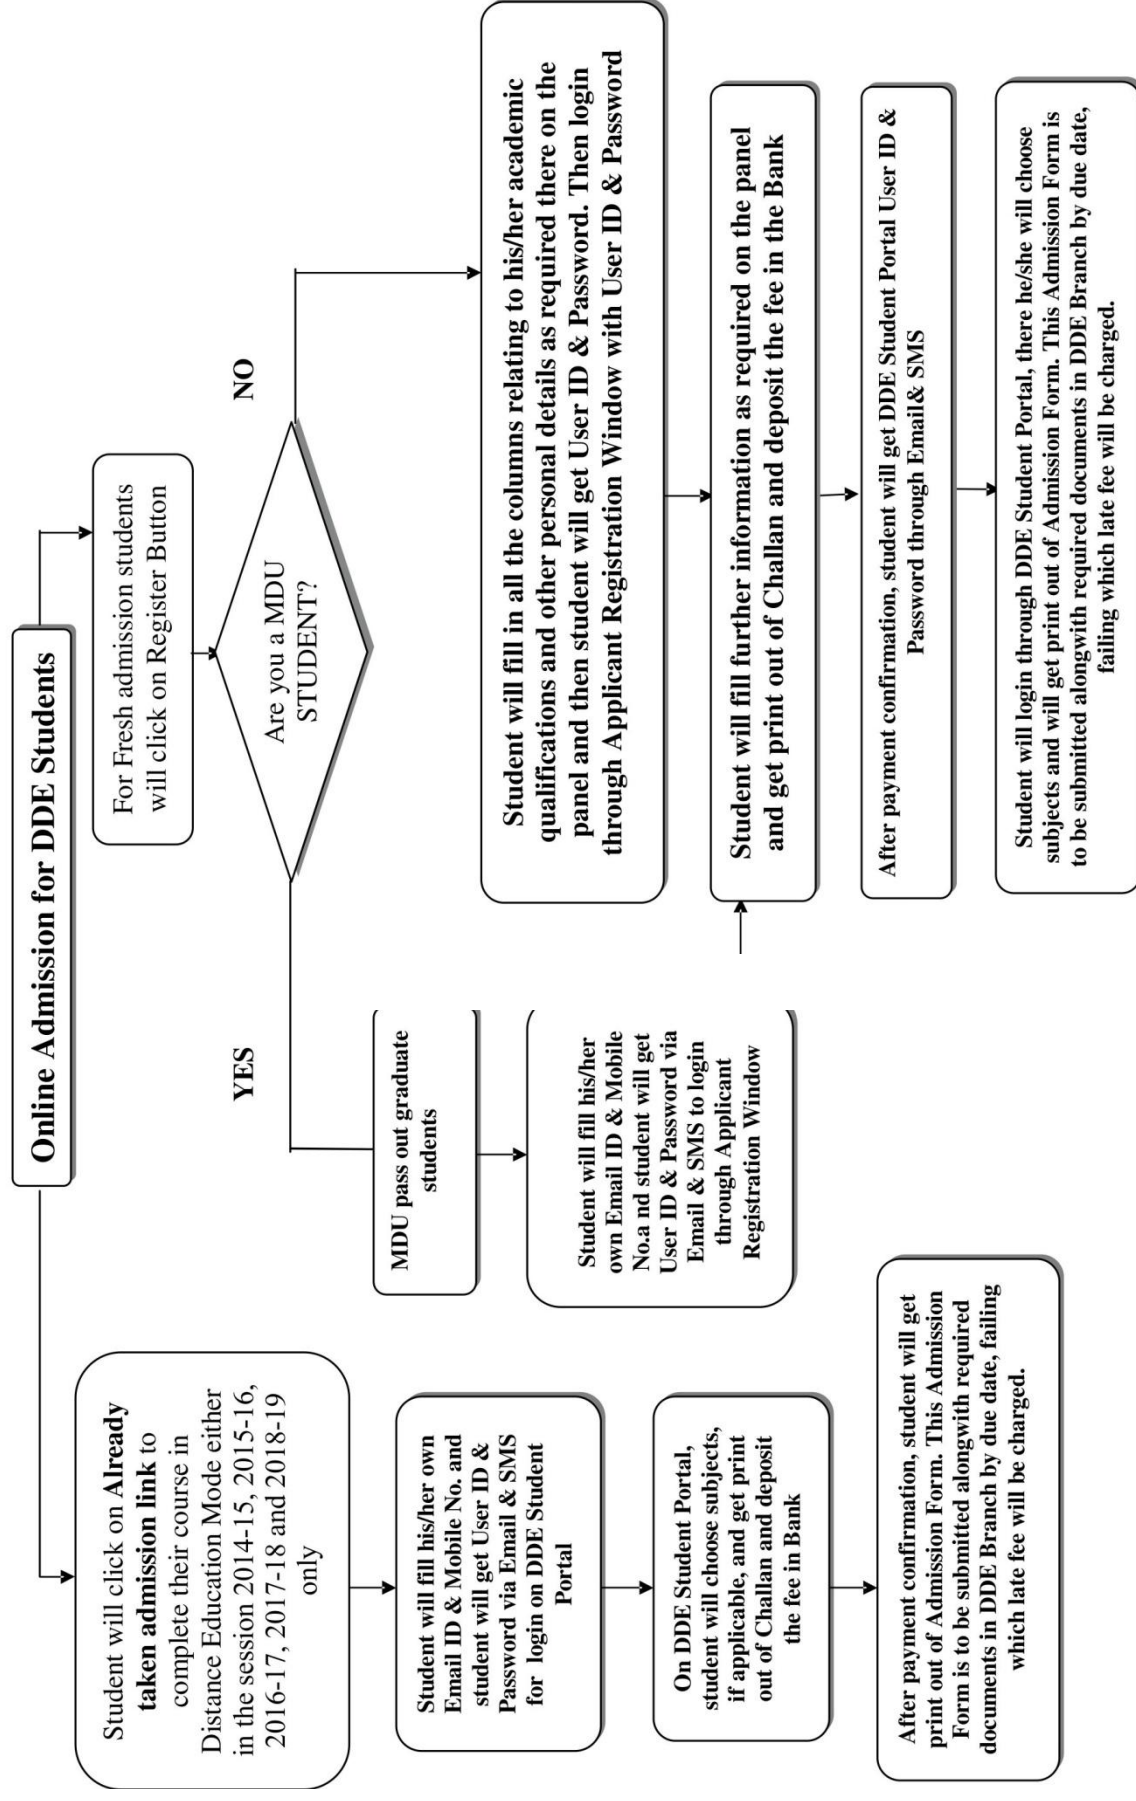 Online Admission for DDE Students
Student will click on Already
taken admission link to
complete their course in
Distance Education Mode either
in the session 2014-15, 2015-16,
2016-17, 2017-18 and 2018-19
only
Student will fill his/her own
Email ID & Mobile No. and
student will get User ID &
Password via Email & SMS
for login on DDE Student
Portal
On DDE Student Portal,
student will choose subjects,
if applicable, and get print
out of Challan and deposit
the fee in Bank
After payment confirmation, student will get
print out of Admission Form. This Admission
Form is to be submitted alongwith required
documents in DDE Branch by due date, failing
which late fee will be charged.
For Fresh admission students
will click on Register Button
Are you a MDU
STUDENT?
YES
NO
MDU pass out graduate
students
Student will fill his/her
own Email ID & Mobile
No.a nd student will get
User ID & Password via
Email & SMS to login
through Applicant
Registration Window
Student will fill in all the columns relating to his/her academic
qualifications and other personal details as required there on the
panel and then student will get User ID & Password. Then login
through Applicant Registration Window with User ID & Password
Student will fill further information as required on the panel
and get print out of Challan and deposit the fee in the Bank
After payment confirmation, student will get DDE Student Portal User ID &
Password through Email& SMS
Student will login through DDE Student Portal, there he/she will choose
subjects and will get print out of Admission Form. This Admission Form is
to be submitted alongwith required documents in DDE Branch by due date,
failing which late fee will be charged.